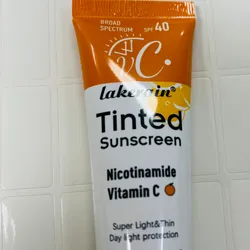 BROAD
SPECTRUM SPF 40
C.
lakerain®
Tinted
Sunscreen
Nicotinamide
Vitamin C
Super Light&Thin
Day light protection